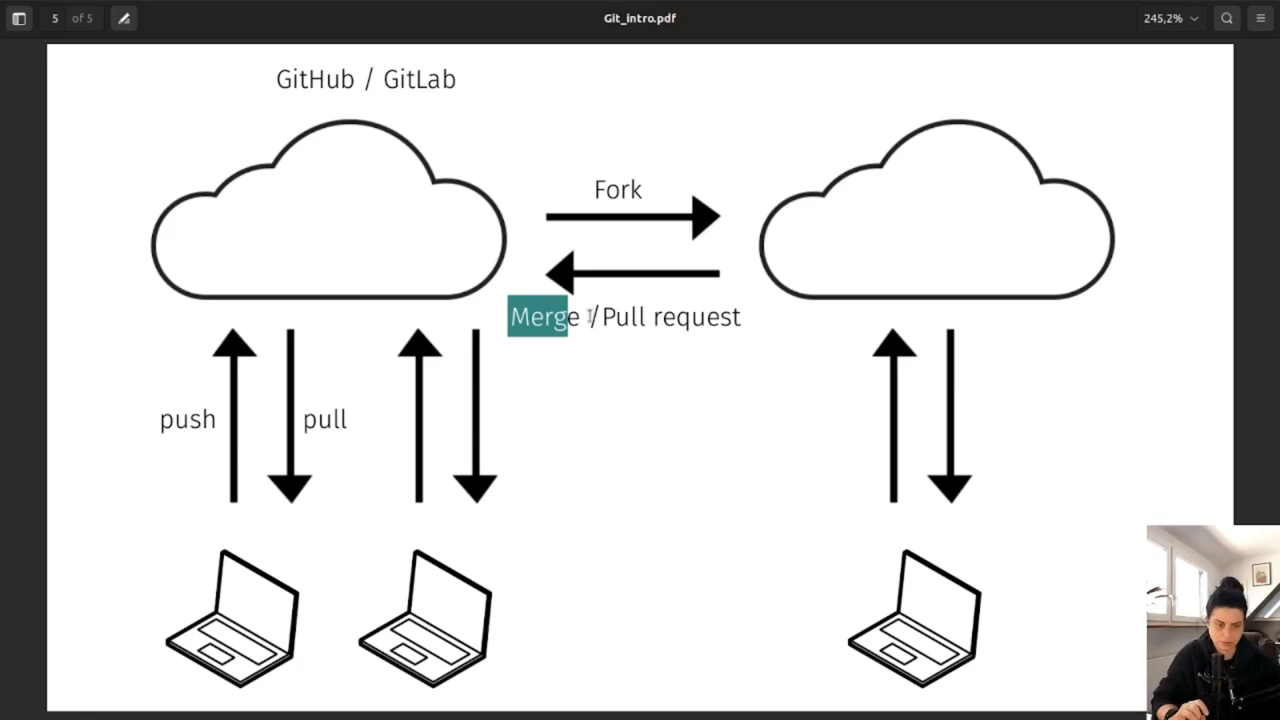 5 of 5
Git_intro.pdf
245,2%
GitHub / GitLab
Fork
Merge /Pull request
push
pull